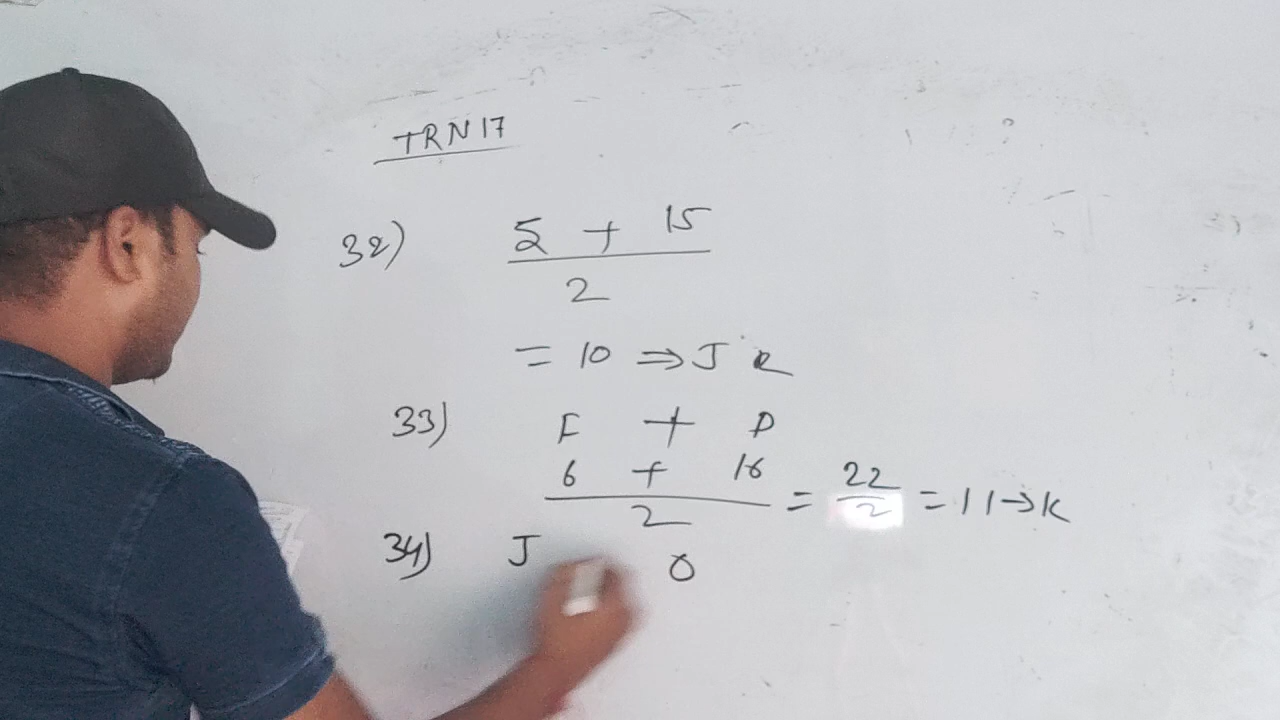 TRN17
32) 5 + 15
2
= 10 ⇒ J
33) F + P
6 + 16 = 22 = 11 → K
2 2
34) J O